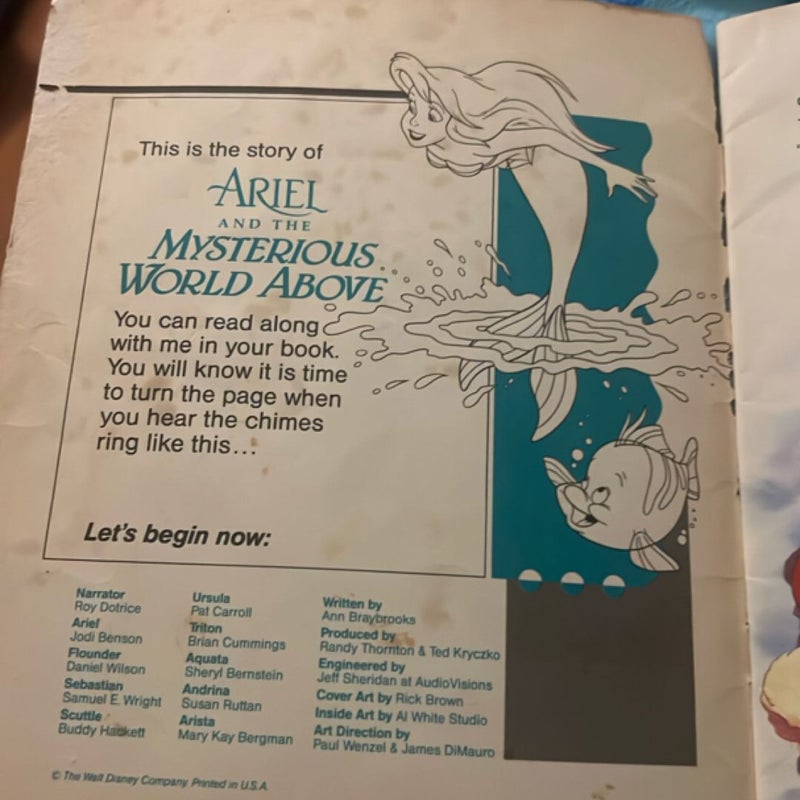 This is the story of
ARIEL
AND THE
MYSTERIOUS
WORLD ABOVE
You can read along
with me in your book.
You will know it is time
to turn the page when
you hear the chimes
ring like this...
Let's begin now:
Narrator
Roy Dotrice
Ariel
Jodi Benson
Flounder
Daniel Wilson
Sebastian
Samuel E. Wright
Scuttle
Buddy Hackett
Ursula
Pat Carroll
Triton
Brian Cummings
Aquata
Sheryl Bernstein
Andrina
Susan Ruttan
Arista
Mary Kay Bergman
Written by
Ann Braybrooks
Produced by
Randy Thornton & Ted Kryczko
Engineered by
Jeff Sheridan at AudioVisions
Cover Art by Rick Brown
Inside Art by Al White Studio
Art Direction by
Paul Wenzel & James DiMauro
© The Walt Disney Company. Printed in U.S.A.